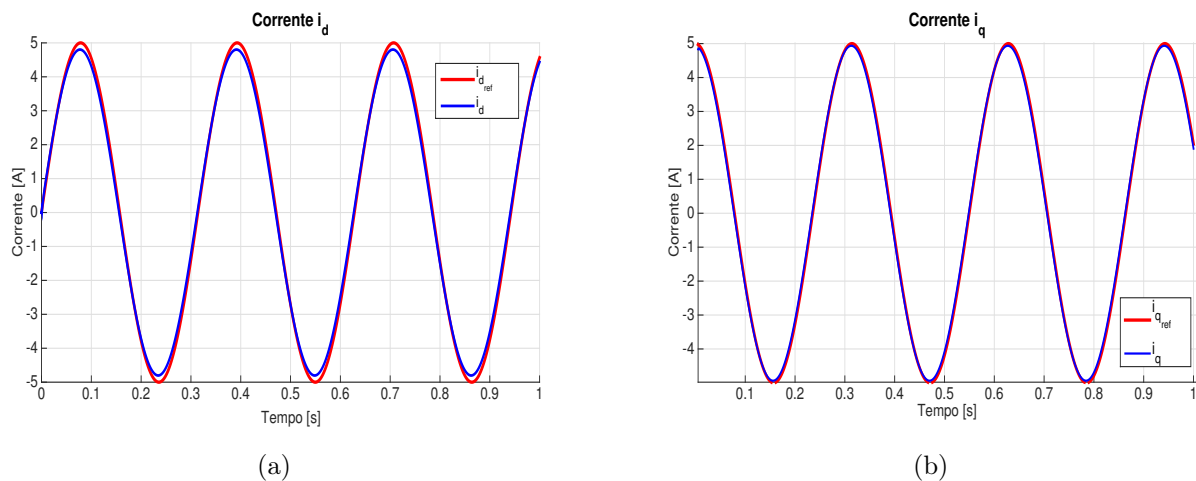 Corrente i_d
5
4
3
2
1
0
-1
-2
-3
-4
-5
Corrente [A]
0 0.1 0.2 0.3 0.4 0.5 0.6 0.7 0.8 0.9 1
Tempo [s]
i_d_ref
i_d
(a)
Corrente i_q
5
4
3
2
1
0
-1
-2
-3
-4
Corrente [A]
0.1 0.2 0.3 0.4 0.5 0.6 0.7 0.8 0.9 1
Tempo [s]
i_q_ref
i_q
(b)